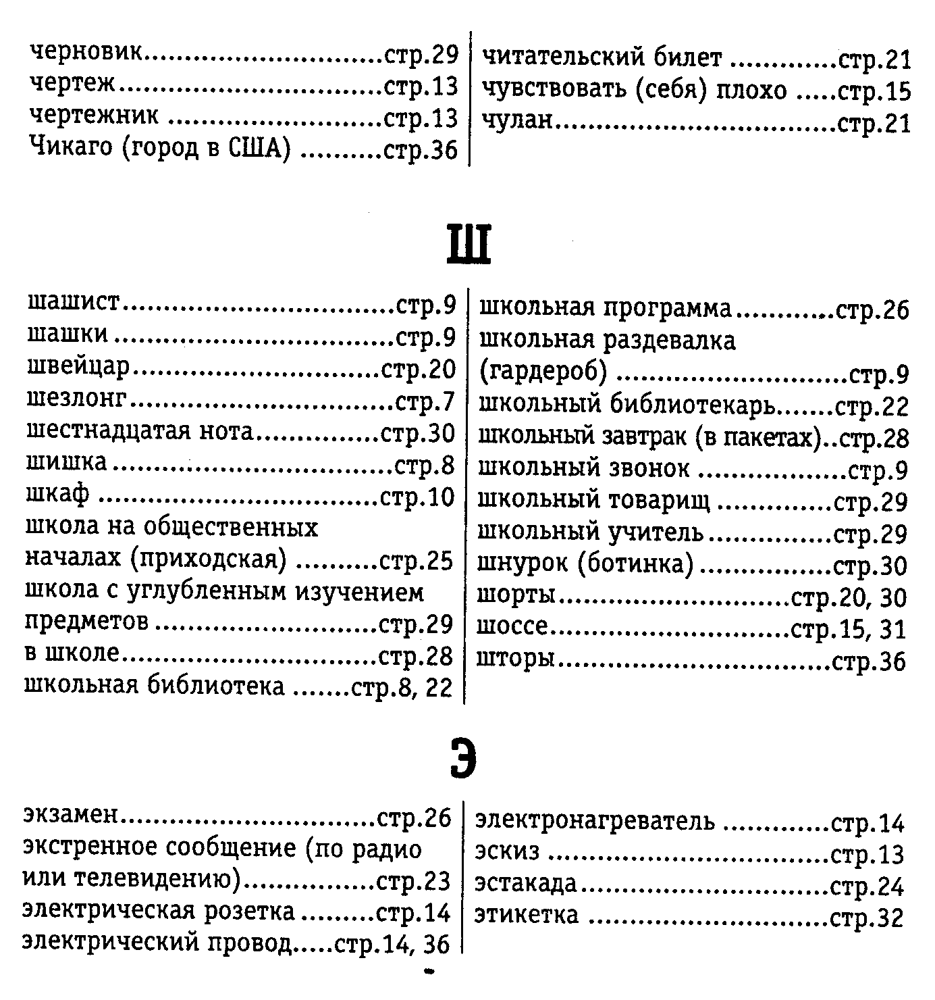 черновик.............................стр.29
чертеж................................стр.13
чертежник ..........................стр.13
Чикаго (город в США) ..........стр.36
читательский билет .............стр.21
чувствовать (себя) плохо .....стр.15
чулан..................................стр.21
Ш
шашист.................................стр.9
шашки ..................................стр.9
швейцар..............................стр.20
шезлонг................................стр.7
шестнадцатая нота...............стр.30
шишка ..................................стр.8
шкаф ..................................стр.10
школа на общественных
началах (приходская) ..........стр.25
школа с углубленным изучением
предметов ...........................стр.29
в школе...............................стр.28
школьная библиотека .......стр.8, 22
школьная программа............стр.26
школьная раздевалка
(гардероб) ............................стр.9
школьный библиотекарь.......стр.22
школьный завтрак (в пакетах)..стр.28
школьный звонок ..................стр.9
школьный товарищ ..............стр.29
школьный учитель...............стр.29
шнурок (ботинка)................стр.30
шорты............................стр.20, 30
шоссе.............................стр.15, 31
шторы.................................стр.36
Э
экзамен...............................стр.26
экстренное сообщение (по радио
или телевидению)................стр.23
электрическая розетка.........стр.14
электрический провод.....стр.14, 36
электронагреватель .............стр.14
эскиз ..................................стр.13
эстакада..............................стр.24
этикетка .............................стр.32